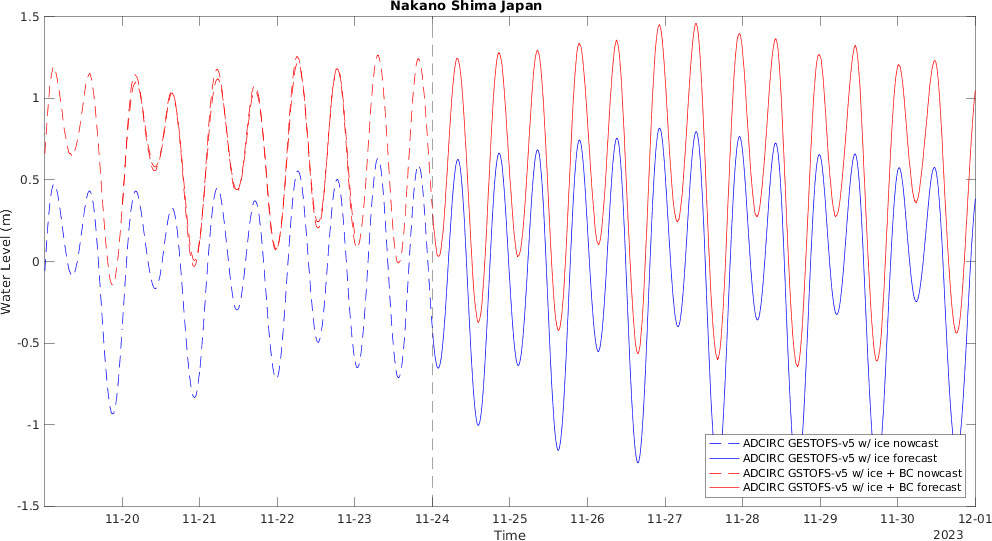 Nakano Shima Japan
1.5
1
0.5
0
-0.5
-1
-1.5
Water Level (m)
ADCIRC GESTOFS-v5 w/ ice nowcast
ADCIRC GESTOFS-v5 w/ ice forecast
ADCIRC GSTOFS-v5 w/ ice + BC nowcast
ADCIRC GSTOFS-v5 w/ ice + BC forecast
11-20 11-21 11-22 11-23 11-24 11-25 11-26 11-27 11-28 11-29 11-30 12-01
Time
2023